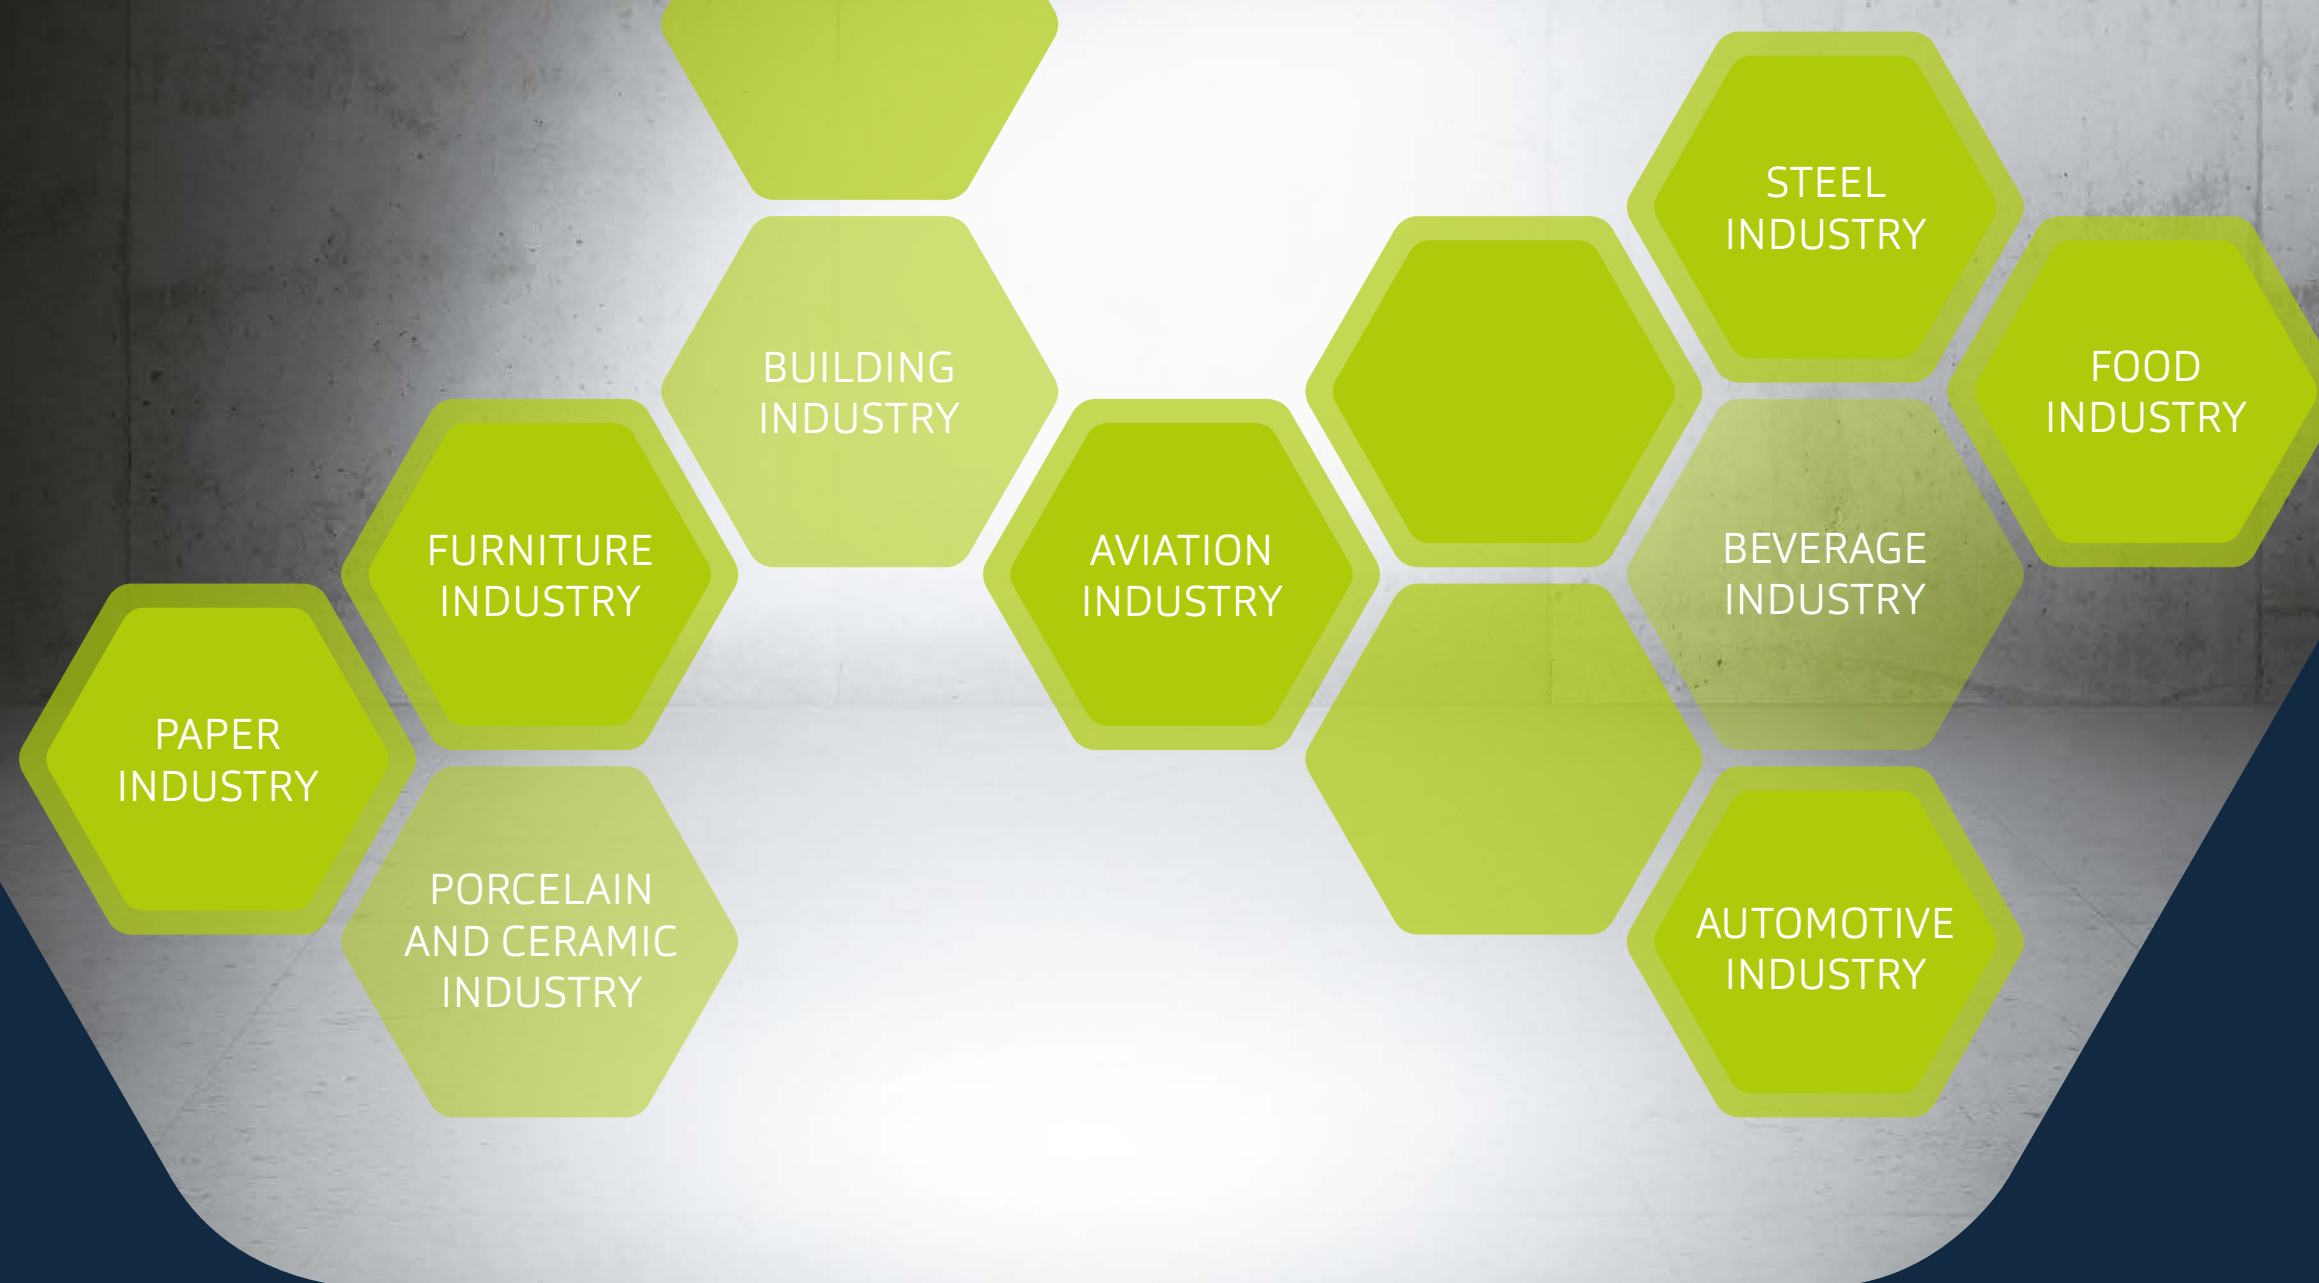 STEEL
INDUSTRY
FOOD
INDUSTRY
BUILDING
INDUSTRY
FURNITURE
INDUSTRY
AVIATION
INDUSTRY
BEVERAGE
INDUSTRY
PAPER
INDUSTRY
PORCELAIN
AND CERAMIC
INDUSTRY
AUTOMOTIVE
INDUSTRY